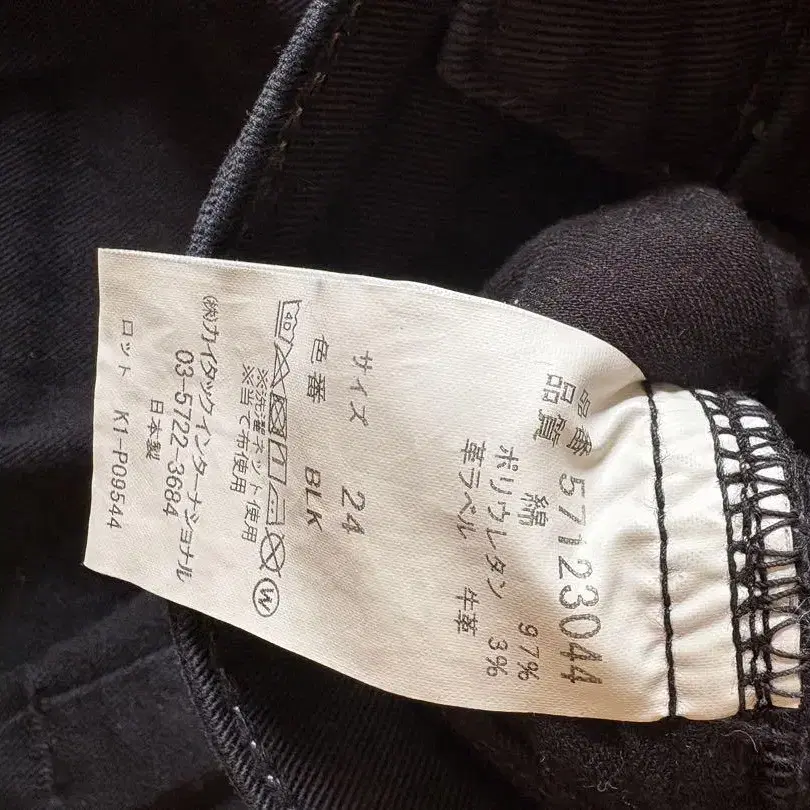 品番 57123044
品質
綿 97%
ポリウレタン 3%
革ラベル 牛革
サイズ 24
色番 BLK
40 W
※洗濯ネット使用
※当て布使用
㈱カイタックインターナショナル
03-5722-3684
日本製
ロット K1-P09544